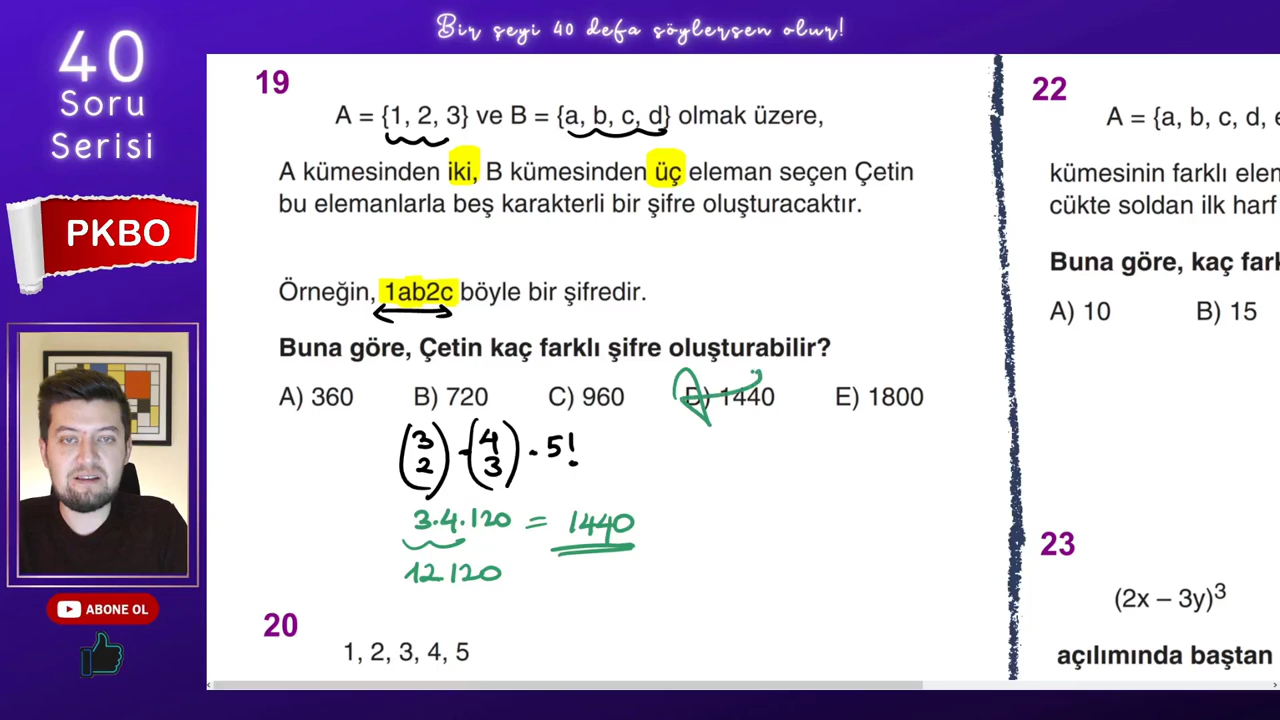 Bir şeyi 40 defa söylersen olur!
40
Soru
Serisi
PKBO
ABONE OL
19
A = {1, 2, 3} ve B = {a, b, c, d} olmak üzere,
A kümesinden iki, B kümesinden üç eleman seçen Çetin
bu elemanlarla beş karakterli bir şifre oluşturacaktır.
Örneğin, 1ab2c böyle bir şifredir.
Buna göre, Çetin kaç farklı şifre oluşturabilir?
A) 360 B) 720 C) 960 D) 1440 E) 1800
(3 2) · (4 3) · 5!
3·4·120 = 1440
12 120
20
1, 2, 3, 4, 5
22
A = {a, b, c, d, e
kümesinin farklı elem
cükte soldan ilk harf
Buna göre, kaç fark
A) 10 B) 15
23
(2x – 3y)³
açılımında baştan